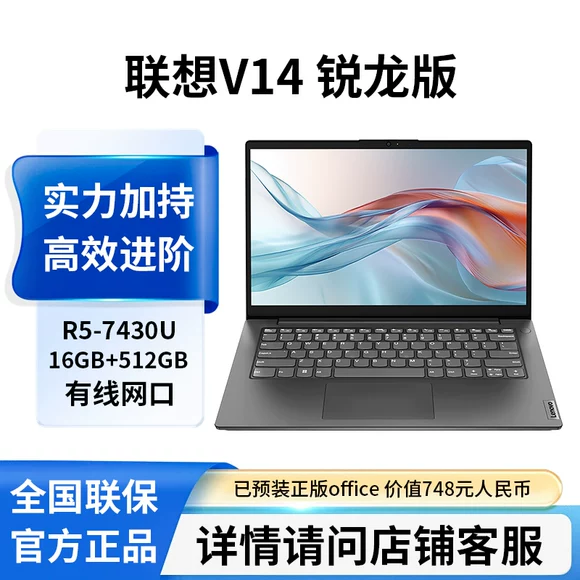 联想V14 锐龙版
实力加持
高效进阶
R5-7430U
16GB+512GB
有线网口
Lenovo
全国联保
官方正品
已预装正版office 价值748元人民币
详情请问店铺客服